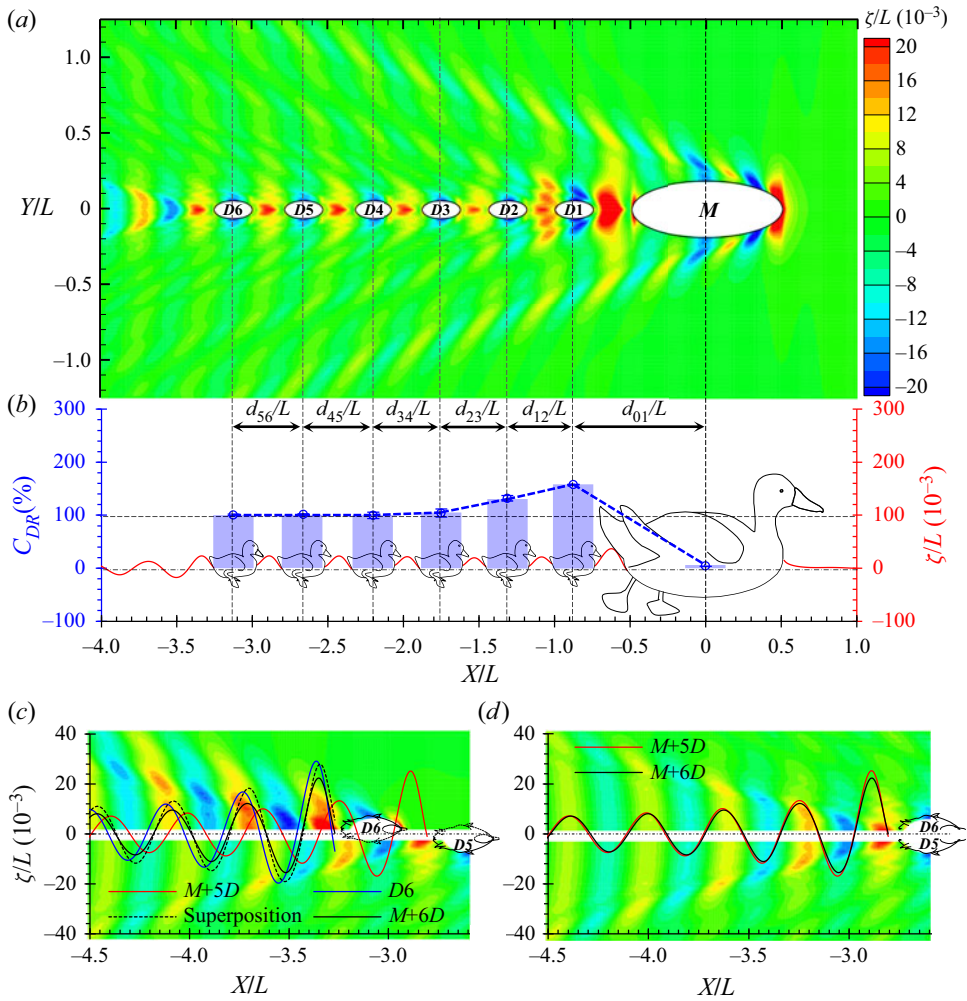 (a)
ζ/L (10⁻³)
1.0
0.5
0
–0.5
–1.0
Y/L
D6 D5 D4 D3 D2 D1 M
20
16
12
8
4
0
–4
–8
–12
–16
–20
(b)
300
200
100
0
–100
C_DR(%)
d₅₆/L d₄₅/L d₃₄/L d₂₃/L d₁₂/L d₀₁/L
300
200
100
0
–100
ζ/L (10⁻³)
–4.0 –3.5 –3.0 –2.5 –2.0 –1.5 –1.0 –0.5 0 0.5 1.0
X/L
(c)
40
20
0
–20
–40
ζ/L (10⁻³)
D6
D5
M+5D D6
Superposition M+6D
–4.5 –4.0 –3.5 –3.0
X/L
(d)
40
20
0
–20
–40
M+5D
M+6D
D6
D5
–4.5 –4.0 –3.5 –3.0
X/L